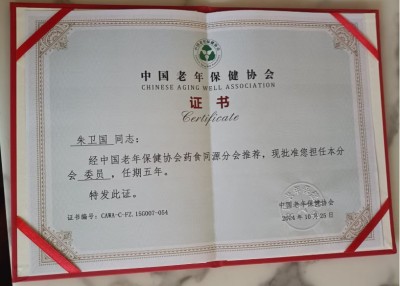 中国老年保健协会
CHINESE AGING WELL ASSOCIATION
证书
Certificate
朱卫国 同志：
经中国老年保健协会药食同源分会推荐，现批准您担任本分
会 委员 ，任期五年。
特发此证。
证书编号：CAWA-C-FZ.15G007-054
中国老年保健协会
2024年10月28日